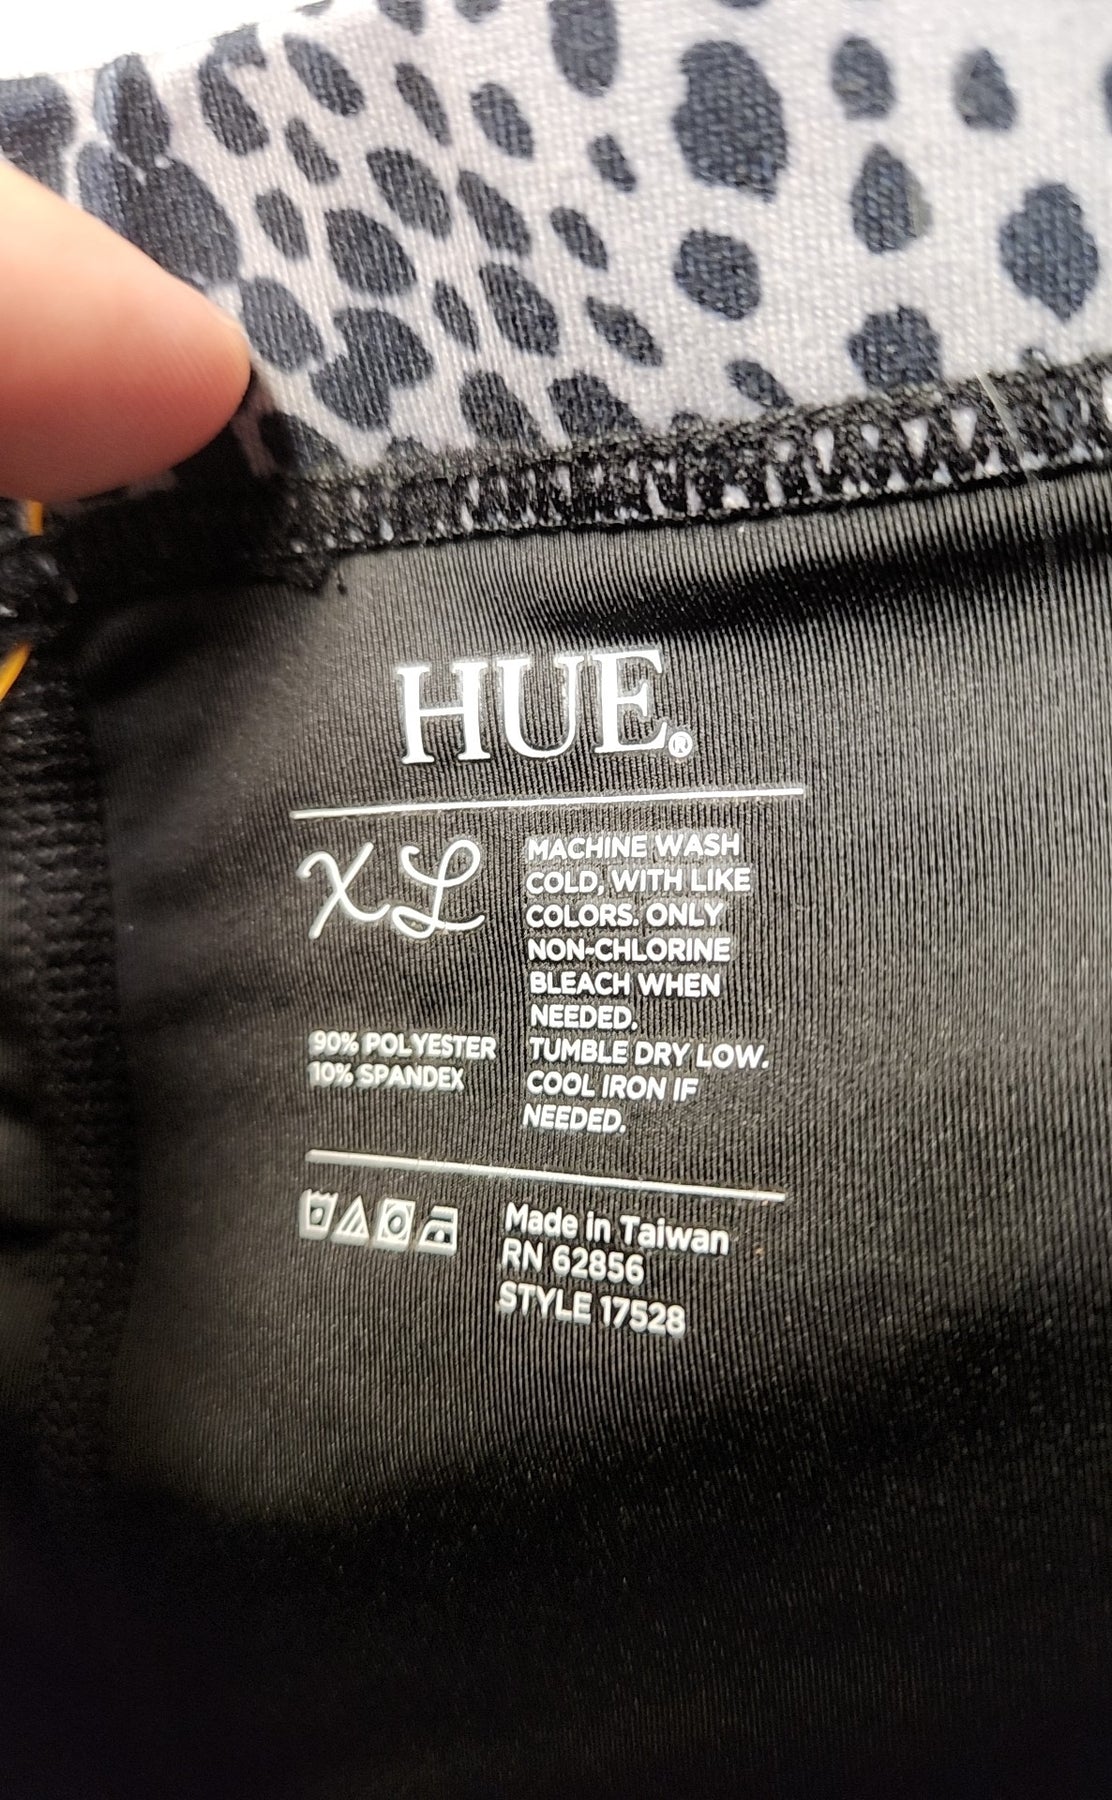 HUE.®
XL
MACHINE WASH
COLD, WITH LIKE
COLORS. ONLY
NON-CHLORINE
BLEACH WHEN
NEEDED.
TUMBLE DRY LOW.
COOL IRON IF
NEEDED.
90% POLYESTER
10% SPANDEX
Made in Taiwan
RN 62856
STYLE 17528